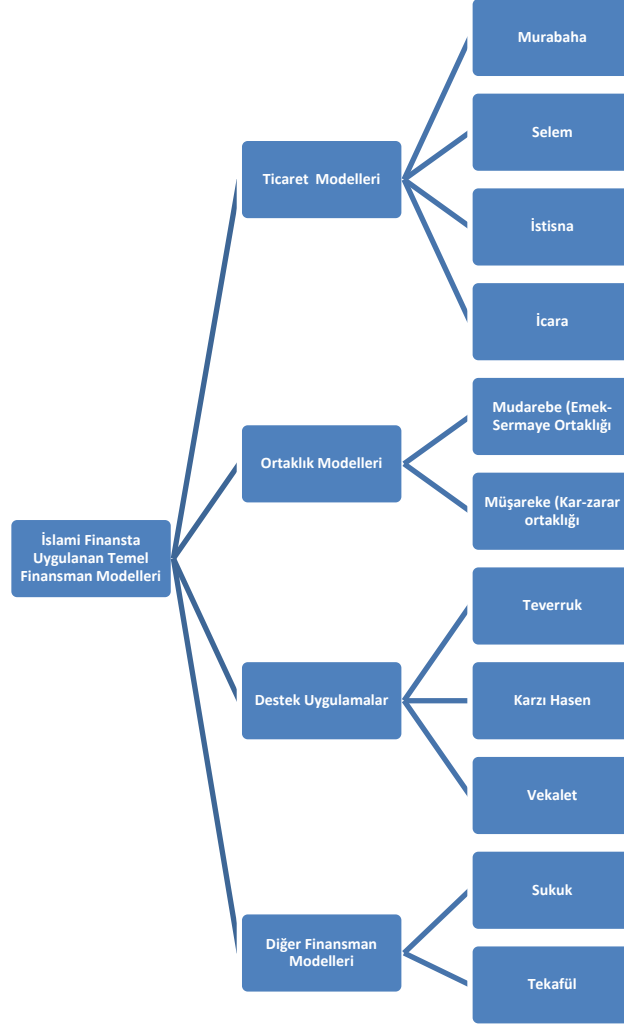 İslami Finansta
Uygulanan Temel
Finansman Modelleri
Ticaret Modelleri
Murabaha
Selem
İstisna
İcara
Ortaklık Modelleri
Mudarebe (Emek-
Sermaye Ortaklığı
Müşareke (Kar-zarar
ortaklığı
Destek Uygulamalar
Teverruk
Karzı Hasen
Vekalet
Diğer Finansman
Modelleri
Sukuk
Tekafül